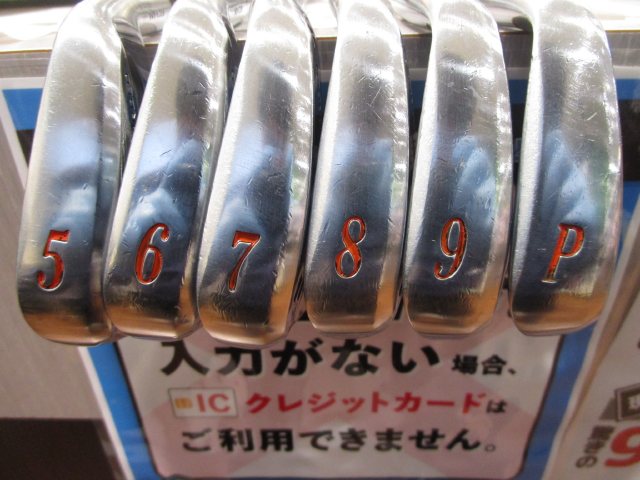 5 6 7 8 9 P
入力がない場合、
IC クレジットカードは
ご利用できません。
9